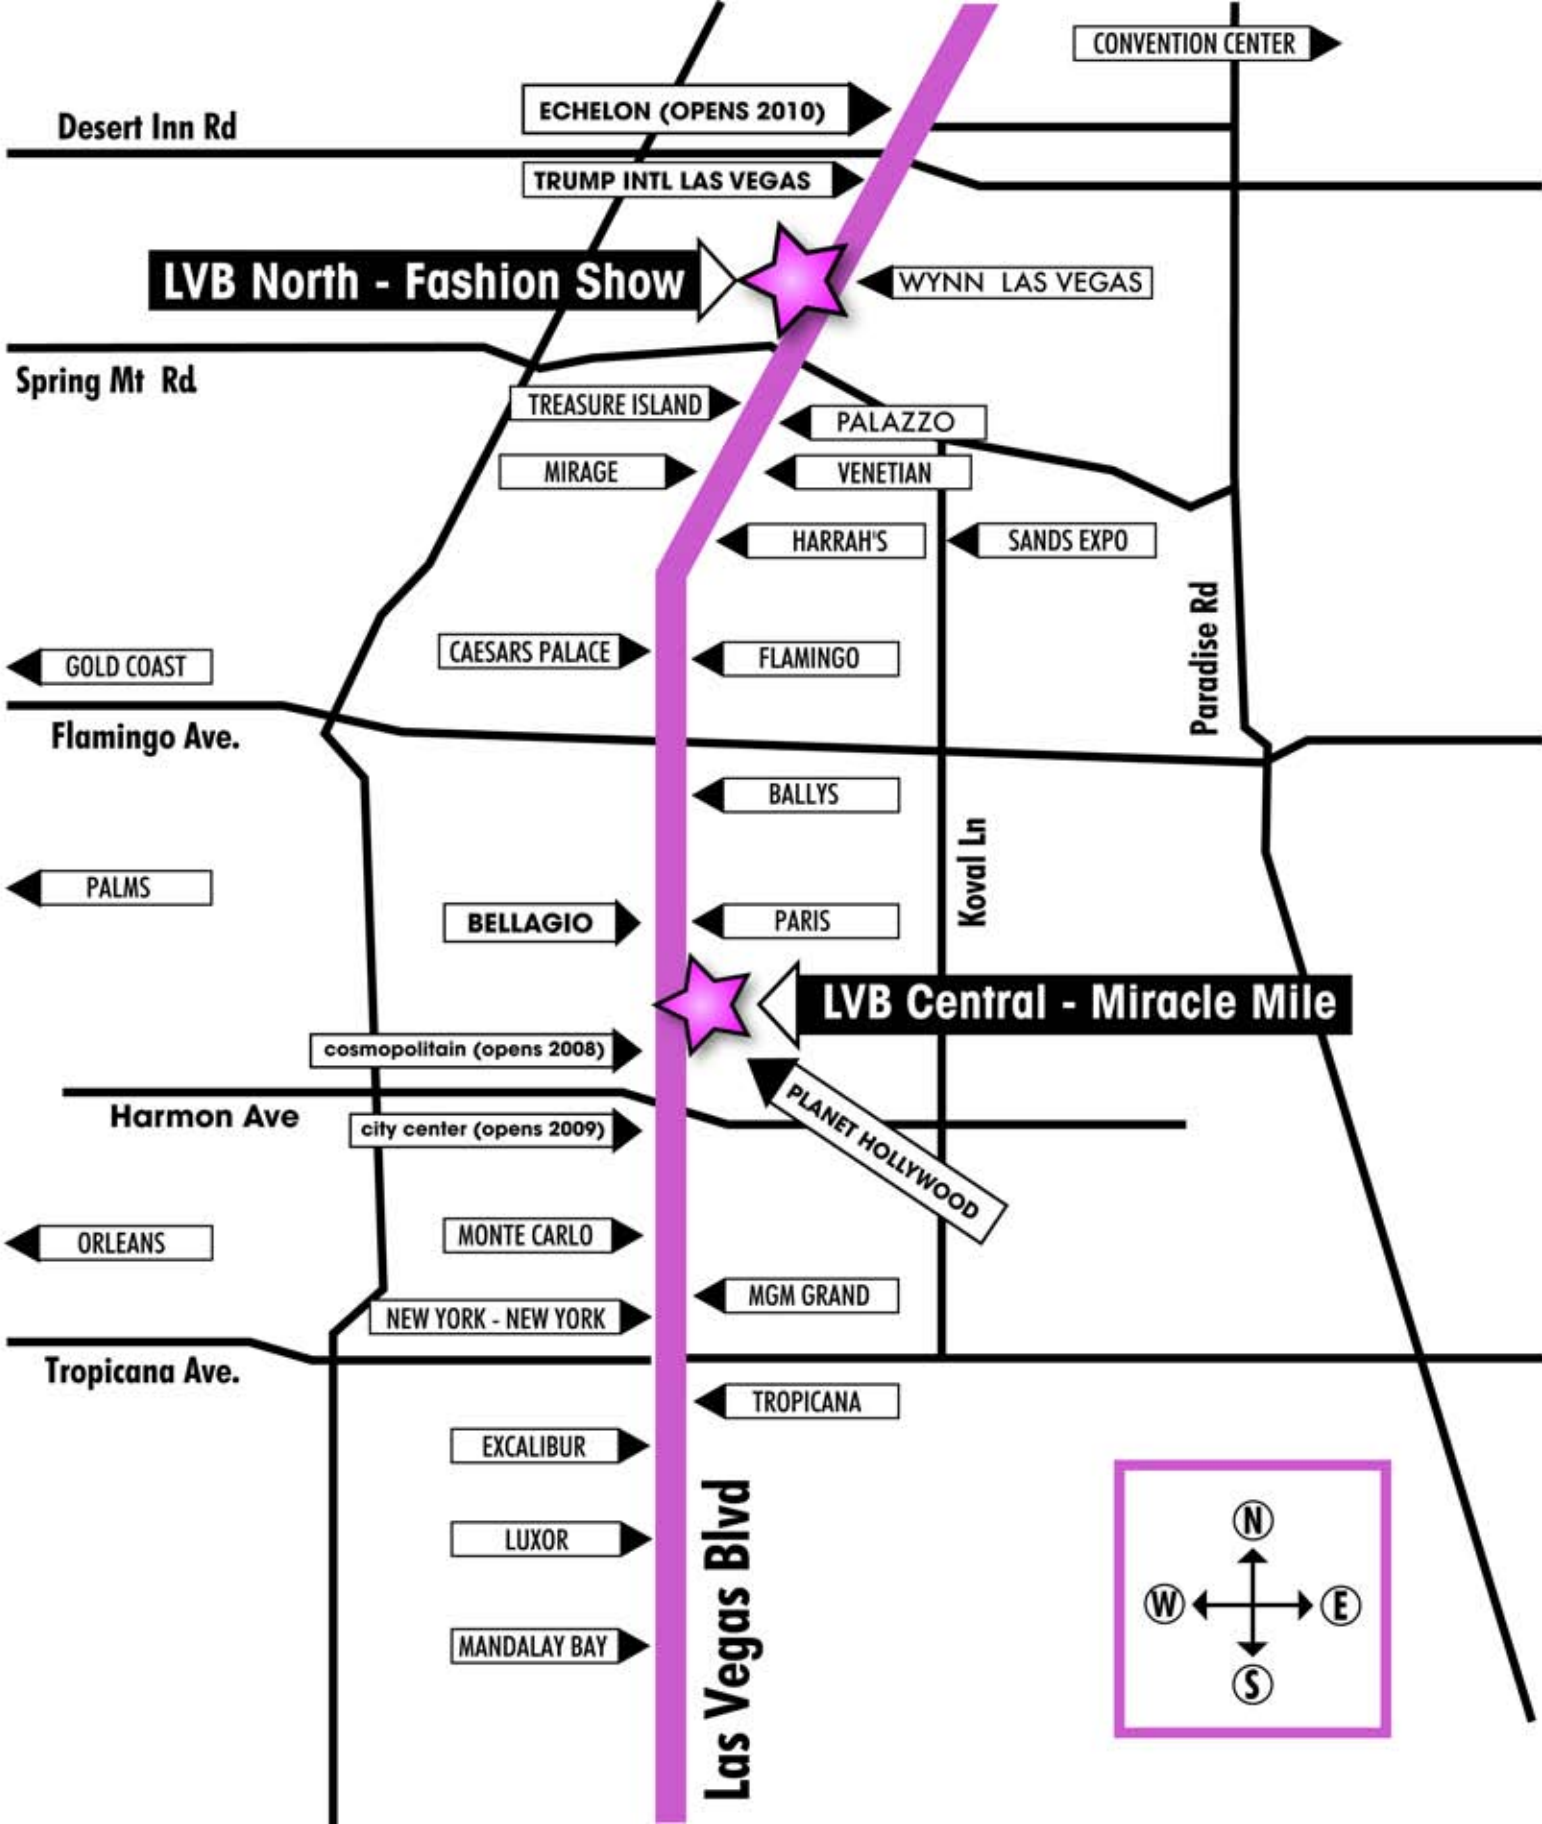 CONVENTION CENTER
ECHELON (OPENS 2010)
Desert Inn Rd
TRUMP INTL LAS VEGAS
LVB North - Fashion Show
WYNN LAS VEGAS
Spring Mt Rd
TREASURE ISLAND
PALAZZO
MIRAGE
VENETIAN
HARRAH'S
SANDS EXPO
Paradise Rd
CAESARS PALACE
FLAMINGO
GOLD COAST
Flamingo Ave.
BALLYS
Koval Ln
PALMS
BELLAGIO
PARIS
LVB Central - Miracle Mile
cosmopolitain (opens 2008)
PLANET HOLLYWOOD
Harmon Ave
city center (opens 2009)
MONTE CARLO
ORLEANS
MGM GRAND
NEW YORK - NEW YORK
Tropicana Ave.
TROPICANA
EXCALIBUR
LUXOR
MANDALAY BAY
Las Vegas Blvd
N
W
E
S